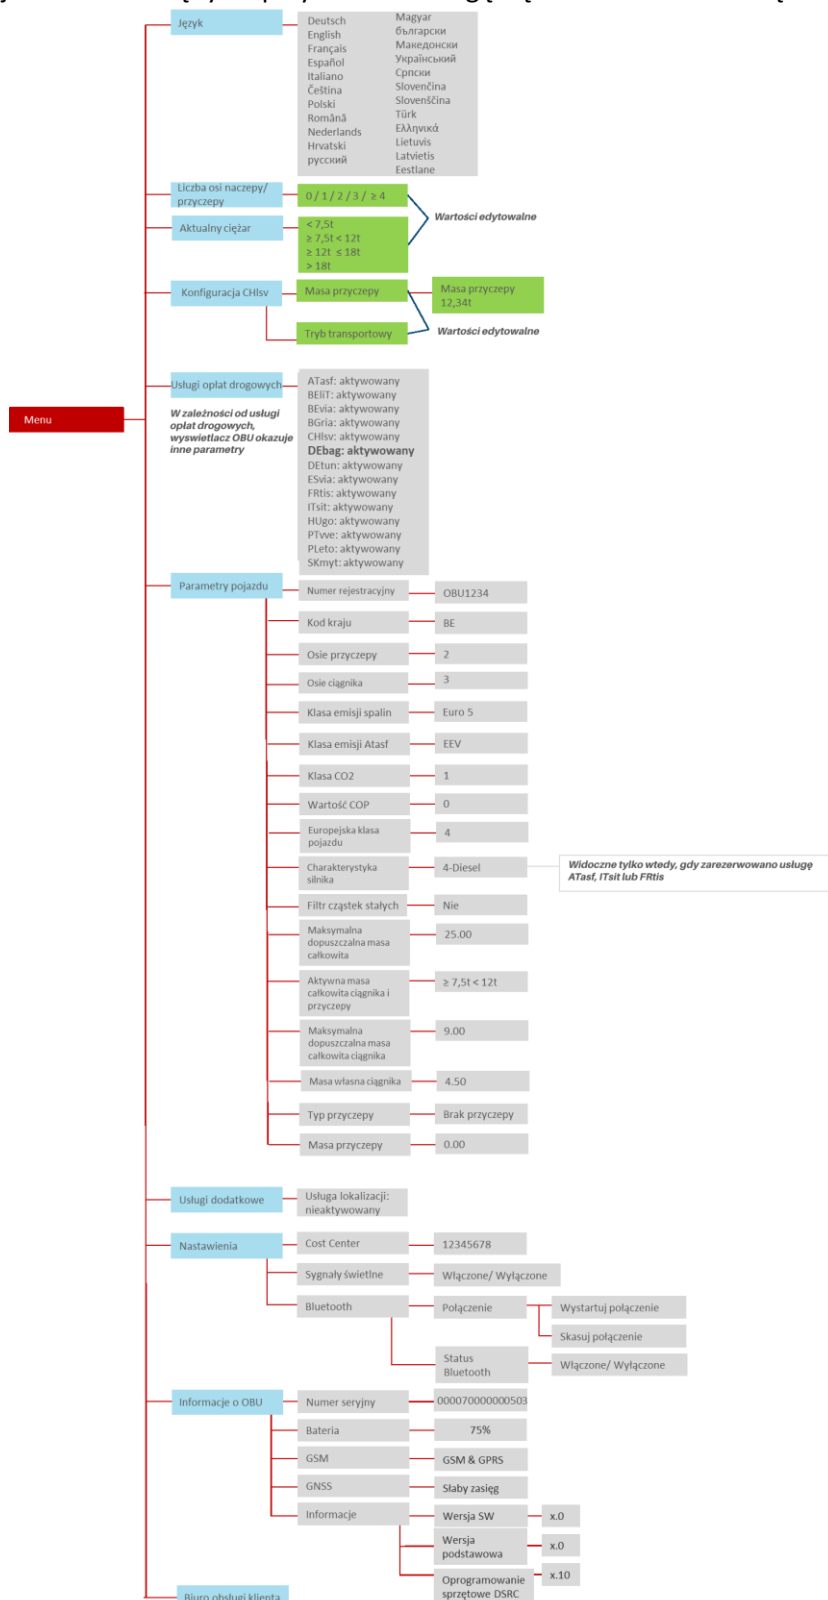 Język
Deutsch
English
Français
Español
Italiano
Čeština
Polski
Română
Nederlands
Hrvatski
русский
Magyar
български
Македонски
Український
Српски
Slovenčina
Slovenščina
Türk
Ελληνικά
Lietuvis
Latvietis
Eestlane
Liczba osi naczepy/
przyczepy
0 / 1 / 2 / 3 / ≥ 4
Wartości edytowalne
Aktualny ciężar
< 7,5t
≥ 7,5t < 12t
≥ 12t ≤ 18t
> 18t
Konfiguracja CHlsv
Masa przyczepy
Masa przyczepy
12,34t
Tryb transportowy
Wartości edytowalne
Menu
Usługi opłat drogowych
W zależności od usługi
opłat drogowych,
wyswietlacz OBU okazuje
inne parametry
ATasf: aktywowany
BEliT: aktywowany
BEvia: aktywowany
BGria: aktywowany
CHlsv: aktywowany
DEbag: aktywowany
DEtun: aktywowany
ESvia: aktywowany
FRtis: aktywowany
ITsit: aktywowany
HUgo: aktywowany
PTvve: aktywowany
PLeto: aktywowany
SKmyt: aktywowany
Parametry pojazdu
Numer rejestracyjny
OBU1234
Kod kraju
BE
Osie przyczepy
2
Osie ciągnika
3
Klasa emisji spalin
Euro 5
Klasa emisji Atasf
EEV
Klasa CO2
1
Wartość COP
0
Europejska klasa
pojazdu
4
Charakterystyka
silnika
4-Diesel
Widoczne tylko wtedy, gdy zarezerwowano usługę
ATasf, ITsit lub FRtis
Filtr cząstek stałych
Nie
Maksymalna
dopuszczalna masa
całkowita
25.00
Aktywna masa
całkowita ciągnika i
przyczepy
≥ 7,5t < 12t
Maksymalna
dopuszczalna masa
całkowita ciągnika
9.00
Masa własna ciągnika
4.50
Typ przyczepy
Brak przyczepy
Masa przyczepy
0.00
Usługi dodatkowe
Usługa lokalizacji:
nieaktywowany
Nastawienia
Cost Center
12345678
Sygnały świetlne
Włączone/ Wyłączone
Bluetooth
Połączenie
Wystartuj połączenie
Skasuj połączenie
Status
Bluetooth
Włączone/ Wyłączone
Informacje o OBU
Numer seryjny
000070000000503
Bateria
75%
GSM
GSM & GPRS
GNSS
Słaby zasięg
Informacje
Wersja SW
x.0
Wersja
podstawowa
x.0
Oprogramowanie
sprzętowe DSRC
x.10
Biuro obsługi klienta